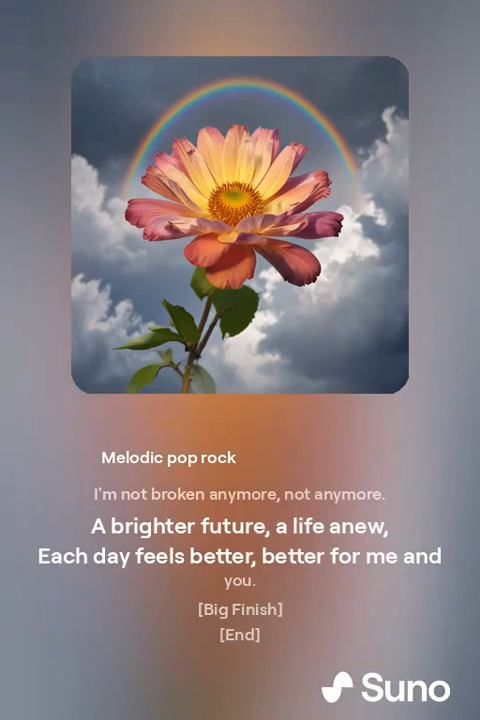 Melodic pop rock
I'm not broken anymore, not anymore.
A brighter future, a life anew,
Each day feels better, better for me and
you.
[Big Finish]
[End]
Suno